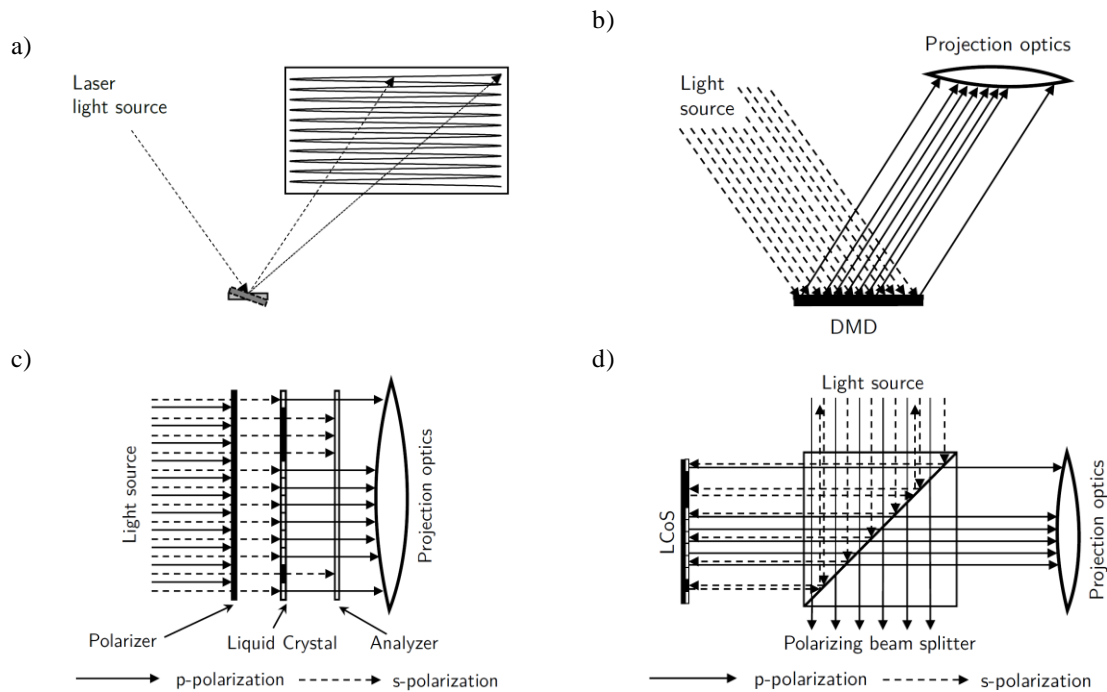 a)
Laser
light source
b)
Projection optics
Light
source
DMD
c)
Light source
Projection optics
Polarizer
Liquid Crystal
Analyzer
p-polarization
s-polarization
d)
Light source
LCoS
Projection optics
Polarizing beam splitter
p-polarization
s-polarization